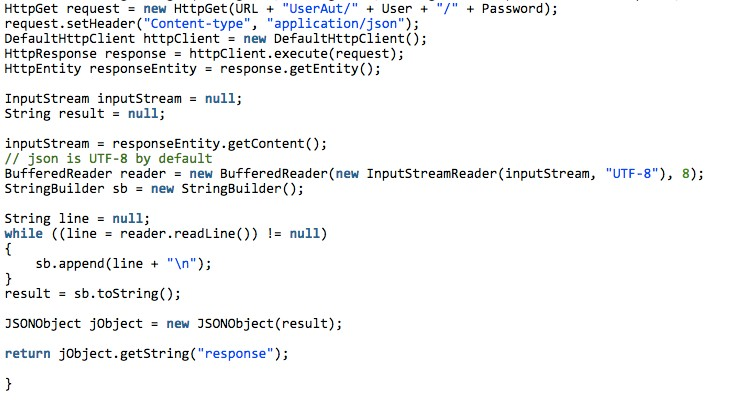 HttpGet request = new HttpGet(URL + "UserAut/" + User + "/" + Password);
request.setHeader("Content-type", "application/json");
DefaultHttpClient httpClient = new DefaultHttpClient();
HttpResponse response = httpClient.execute(request);
HttpEntity responseEntity = response.getEntity();

InputStream inputStream = null;
String result = null;

inputStream = responseEntity.getContent();
// json is UTF-8 by default
BufferedReader reader = new BufferedReader(new InputStreamReader(inputStream, "UTF-8"), 8);
StringBuilder sb = new StringBuilder();

String line = null;
while ((line = reader.readLine()) != null)
{
    sb.append(line + "\n");
}
result = sb.toString();

JSONObject jObject = new JSONObject(result);

return jObject.getString("response");

}